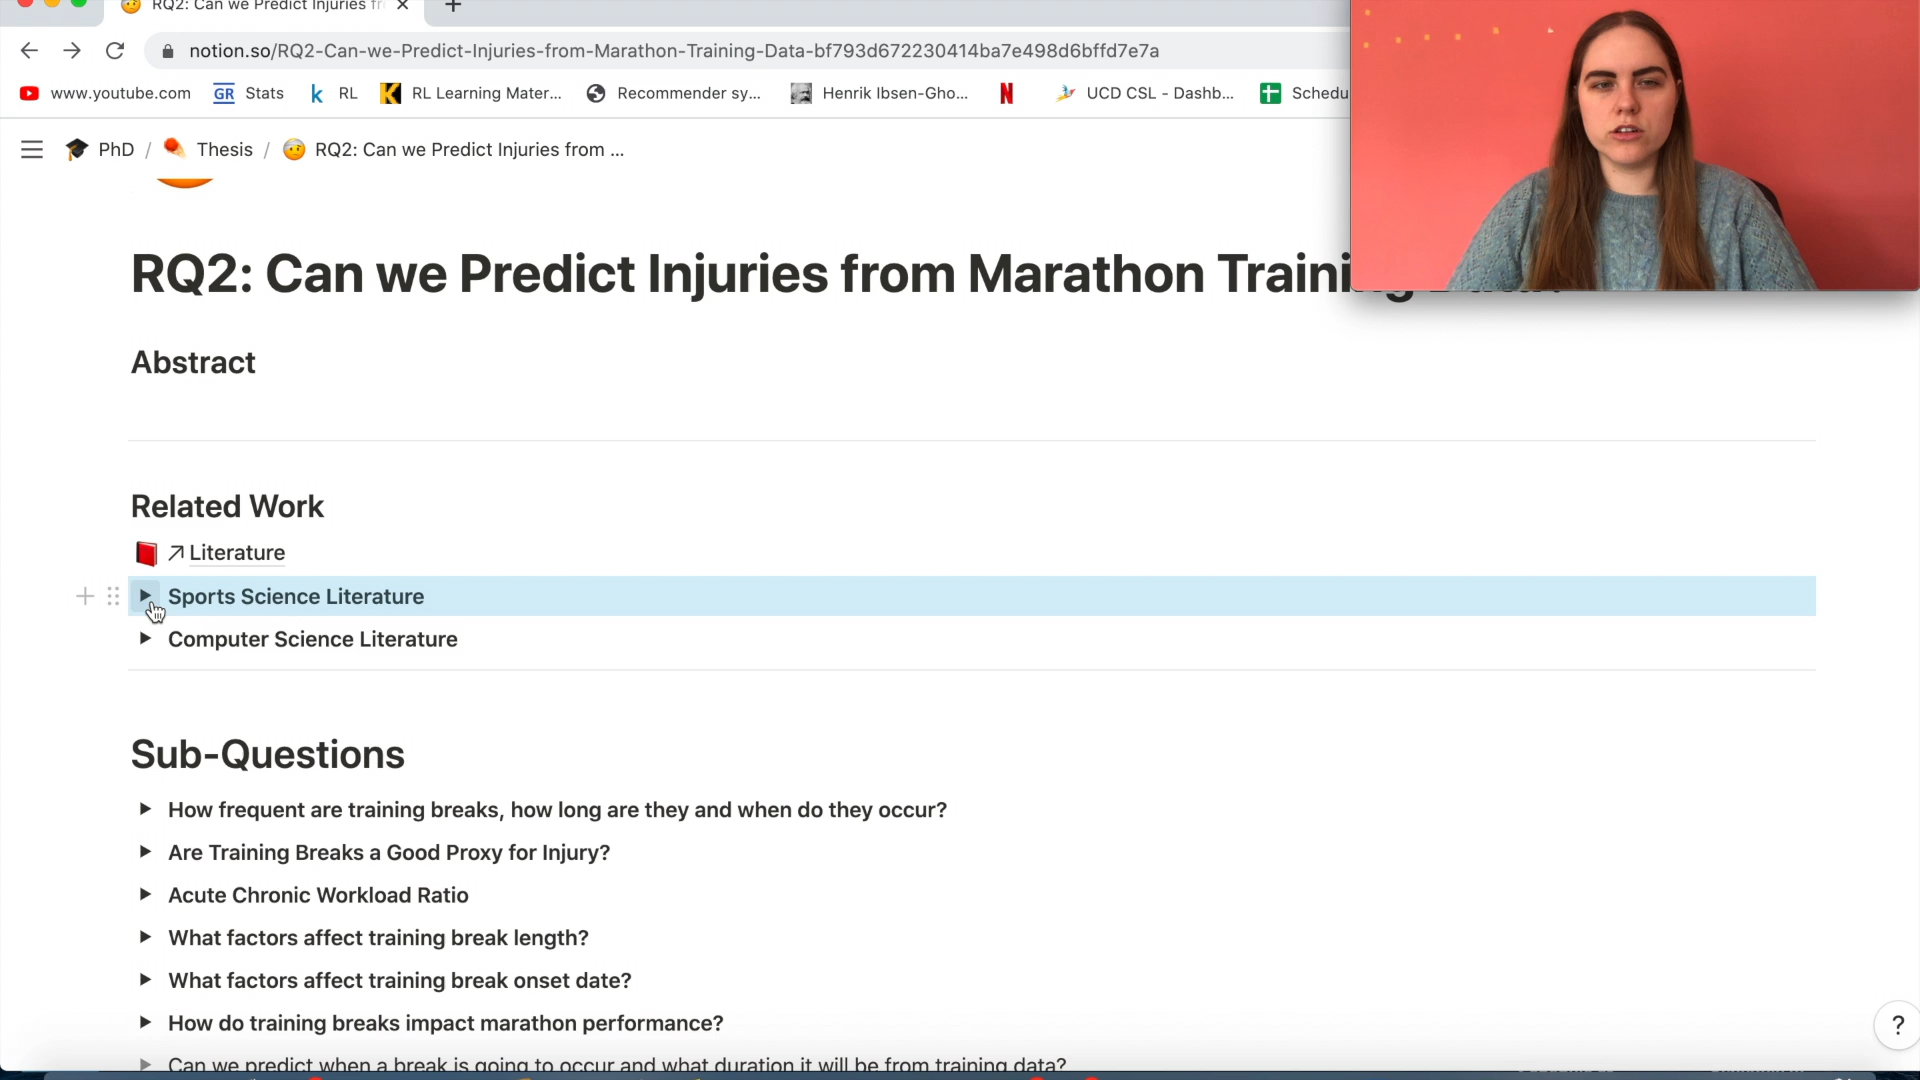 RQ2: Can we Predict Injuries fr
notion.so/RQ2-Can-we-Predict-Injuries-from-Marathon-Training-Data-bf793d672230414ba7e498d6bffd7e7a
www.youtube.com GR Stats k RL K RL Learning Mater... Recommender sy... Henrik Ibsen-Gho... N UCD CSL - Dashb... Schedu
PhD / Thesis / RQ2: Can we Predict Injuries from ...
RQ2: Can we Predict Injuries from Marathon Traini
Abstract
Related Work
Literature
Sports Science Literature
Computer Science Literature
Sub-Questions
How frequent are training breaks, how long are they and when do they occur?
Are Training Breaks a Good Proxy for Injury?
Acute Chronic Workload Ratio
What factors affect training break length?
What factors affect training break onset date?
How do training breaks impact marathon performance?
Can we predict when a break is going to occur and what duration it will be from training data?
?